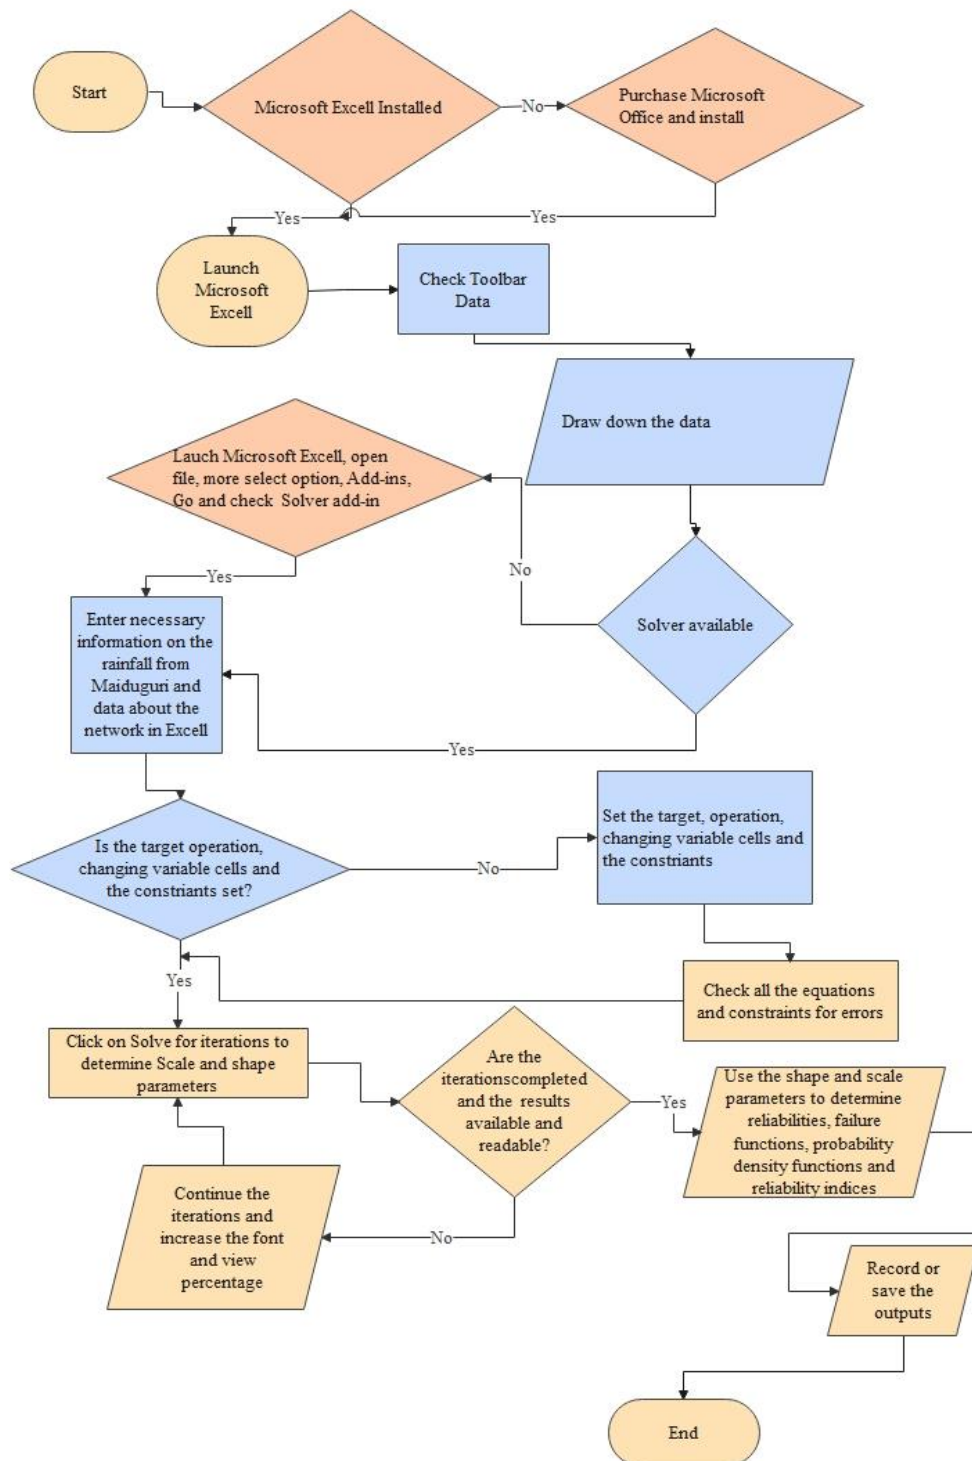 Start
Microsoft Excell Installed
No
Purchase Microsoft
Office and install
Yes
Yes
Launch
Microsoft
Excell
Check Toolbar
Data
Draw down the data
Lauch Microsoft Excell, open
file, more select option, Add-ins,
Go and check Solver add-in
No
Solver available
Yes
Enter necessary
information on the
rainfall from
Maiduguri and
data about the
network in Excell
Yes
Is the target operation,
changing variable cells and
the constriants set?
No
Set the target, operation,
changing variable cells and
the constriants
Yes
Check all the equations
and constraints for errors
Click on Solve for iterations to
determine Scale and shape
parameters
Are the
iterationscompleted
and the results
available and
readable?
Yes
Use the shape and scale
parameters to determine
reliabilities, failure
functions, probability
density functions and
reliability indices
No
Continue the
iterations and
increase the font
and view
percentage
Record or
save the
outputs
End